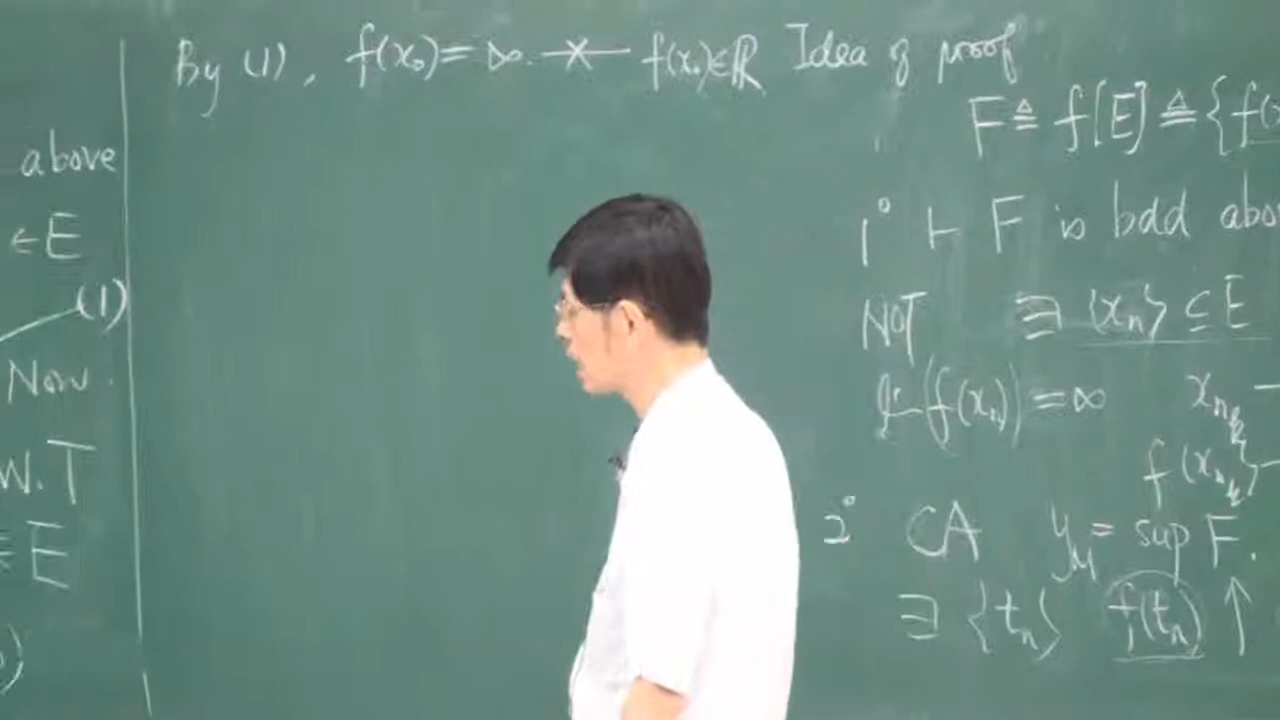 above
∈E
(1)
Now.
W.T
E
)
By (1), f(x₀)=∞ ⨉ f(x₀)∈ℝ
Idea of proof
F ≜ f[E] ≜ {f(x
1° ⊢ F is bdd abo
NOT ∃ {xₙ} ⊆ E
(f(xₙ)) = ∞ xₙₖ
f(xₙₖ)
2° CA y_M = sup F.
∃ {tₙ} f(tₙ) ↑